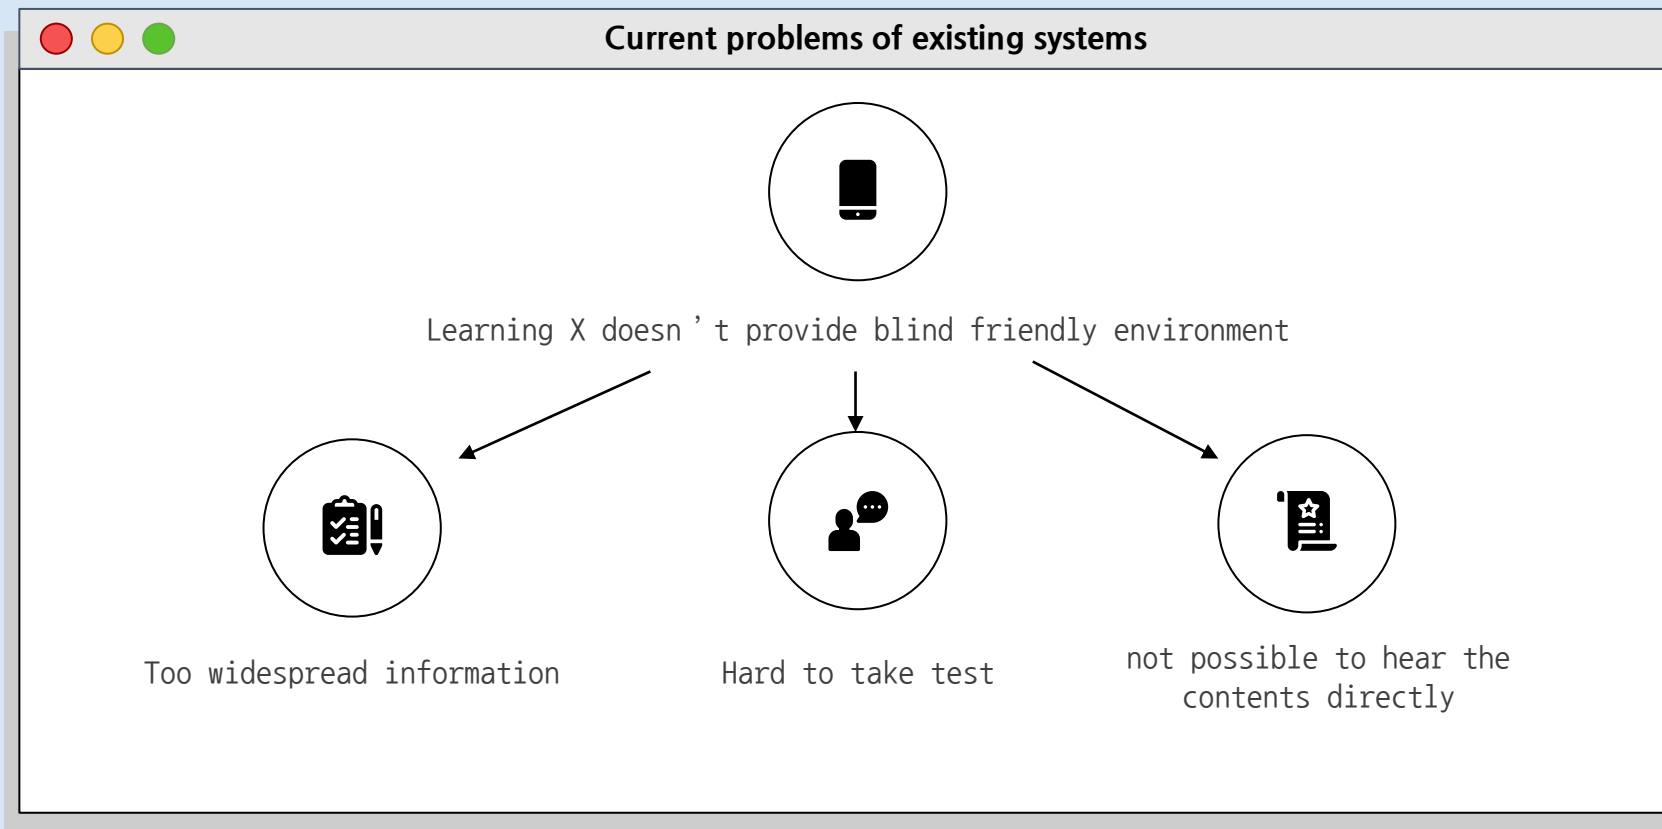 Current problems of existing systems
Learning X doesn’t provide blind friendly environment
Too widespread information
Hard to take test
not possible to hear the
contents directly